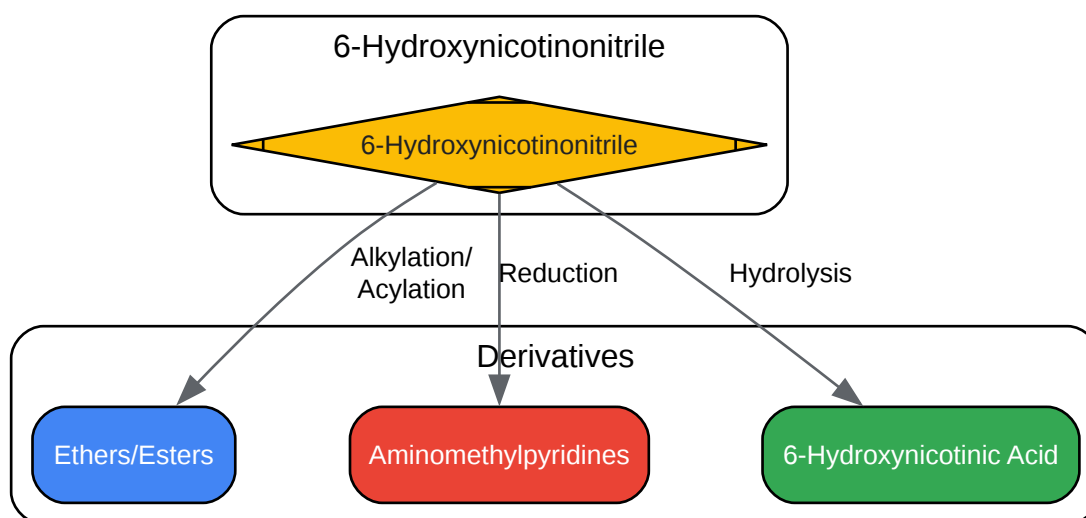 6-Hydroxynicotinonitrile
6-Hydroxynicotinonitrile
Alkylation/
Acylation
Reduction
Hydrolysis
Derivatives
Ethers/Esters
Aminomethylpyridines
6-Hydroxynicotinic Acid